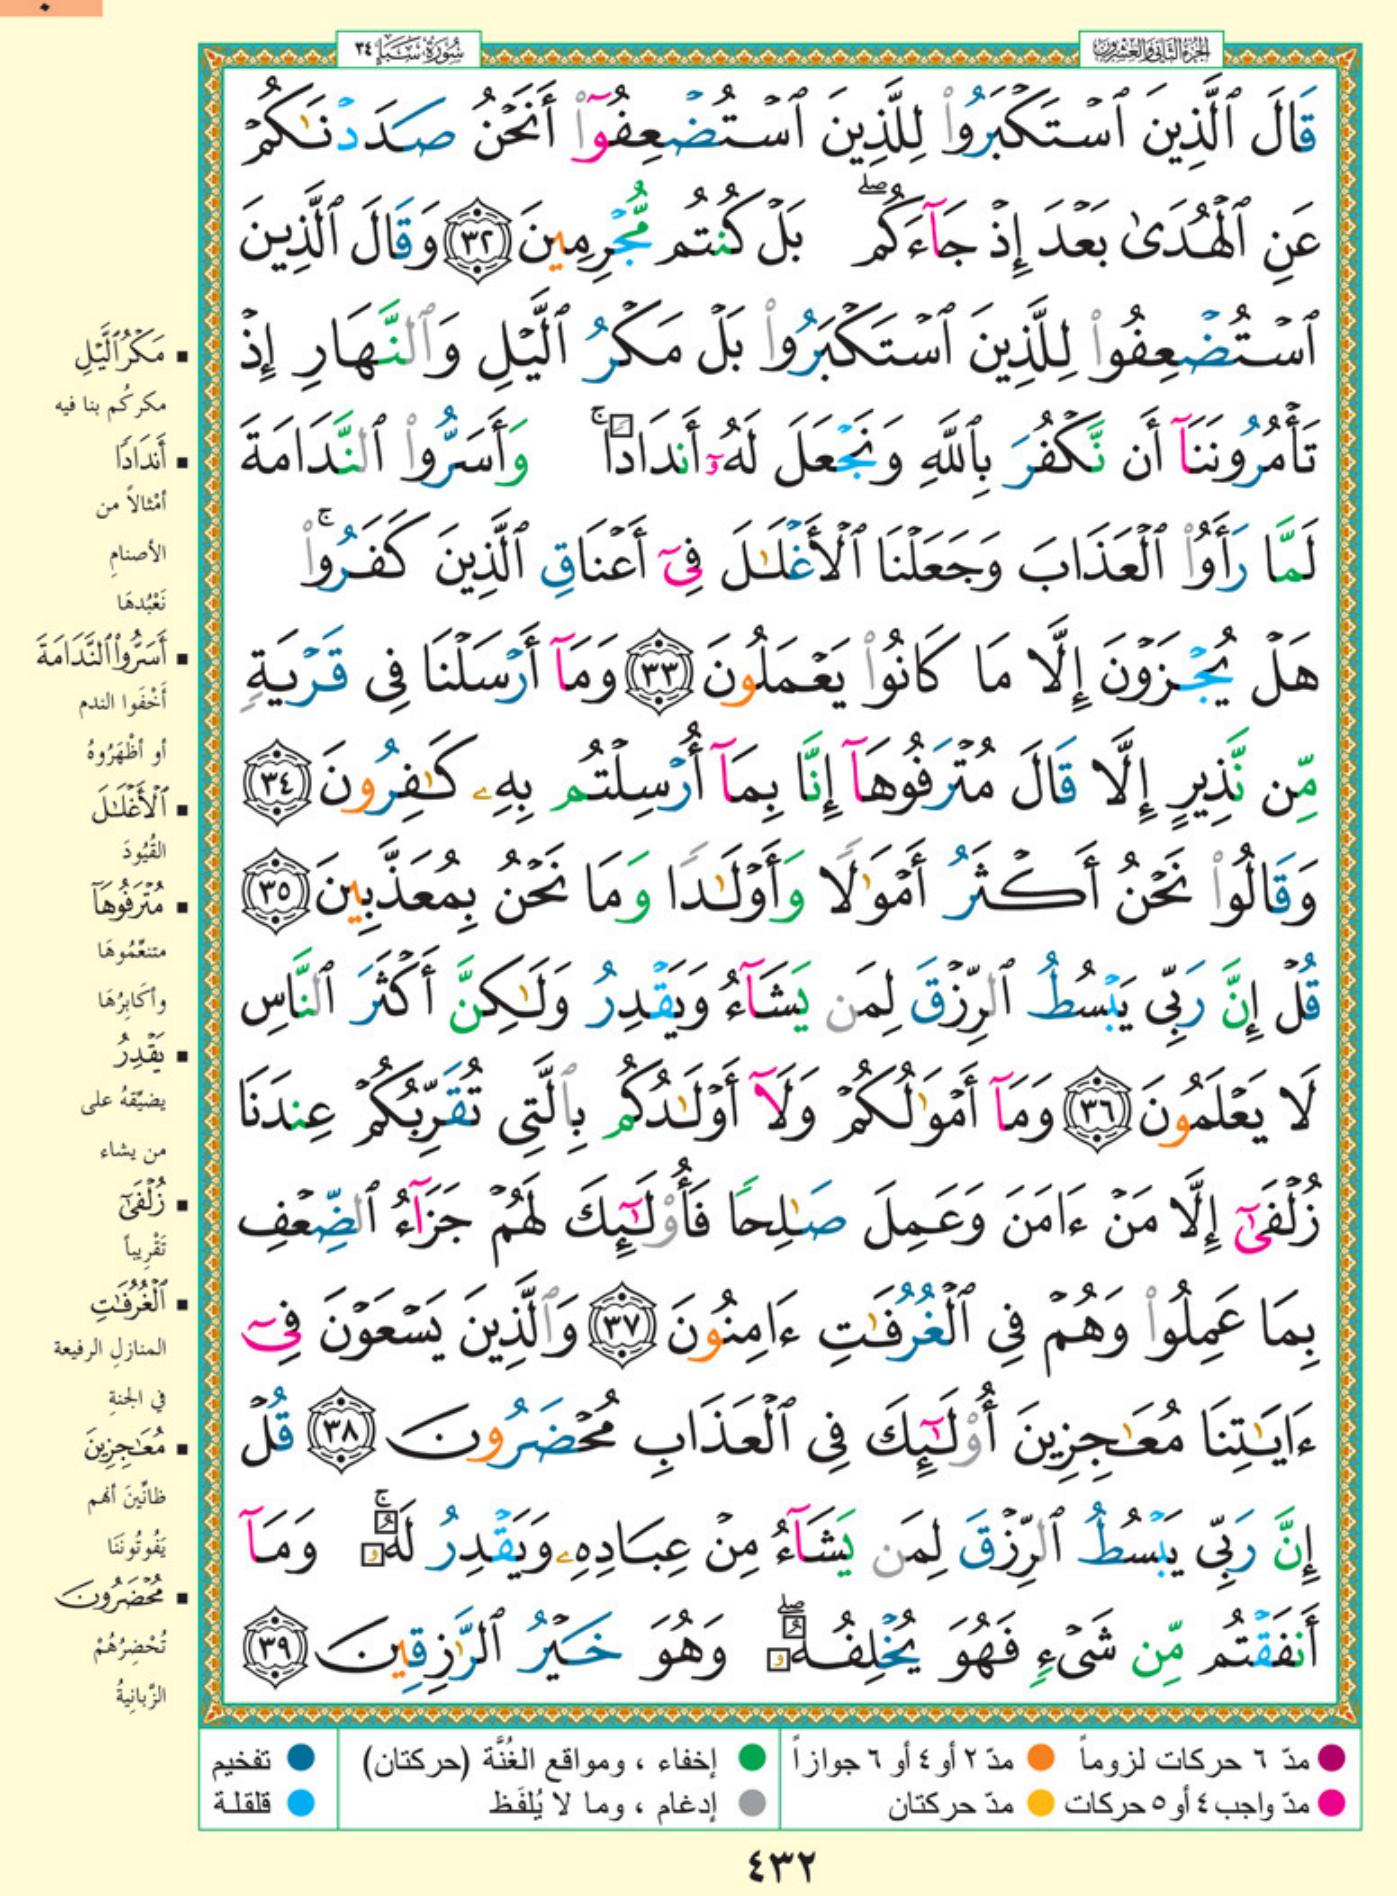 الجزء الثاني والعشرون
سُورَةُ سَبَإٍ ٣٤
قَالَ ٱلَّذِينَ ٱسۡتَكۡبَرُواْ لِلَّذِينَ ٱسۡتُضۡعِفُوٓاْ أَنَحۡنُ صَدَدۡنَٰكُمۡ
عَنِ ٱلۡهُدَىٰ بَعۡدَ إِذۡ جَآءَكُمۖ بَلۡ كُنتُم مُّجۡرِمِينَ ٣٢ وَقَالَ ٱلَّذِينَ
ٱسۡتُضۡعِفُواْ لِلَّذِينَ ٱسۡتَكۡبَرُواْ بَلۡ مَكۡرُ ٱلَّيۡلِ وَٱلنَّهَارِ إِذۡ
تَأۡمُرُونَنَآ أَن نَّكۡفُرَ بِٱللَّهِ وَنَجۡعَلَ لَهُۥٓ أَندَادٗاۚ وَأَسَرُّواْ ٱلنَّدَامَةَ
لَمَّا رَأَوُاْ ٱلۡعَذَابَ وَجَعَلۡنَا ٱلۡأَغۡلَٰلَ فِيٓ أَعۡنَاقِ ٱلَّذِينَ كَفَرُواْۚ
هَلۡ يُجۡزَوۡنَ إِلَّا مَا كَانُواْ يَعۡمَلُونَ ٣٣ وَمَآ أَرۡسَلۡنَا فِي قَرۡيَةٖ
مِّن نَّذِيرٍ إِلَّا قَالَ مُتۡرَفُوهَآ إِنَّا بِمَآ أُرۡسِلۡتُم بِهِۦ كَٰفِرُونَ ٣٤
وَقَالُواْ نَحۡنُ أَكۡثَرُ أَمۡوَٰلٗا وَأَوۡلَٰدٗا وَمَا نَحۡنُ بِمُعَذَّبِينَ ٣٥
قُلۡ إِنَّ رَبِّي يَبۡسُطُ ٱلرِّزۡقَ لِمَن يَشَآءُ وَيَقۡدِرُ وَلَٰكِنَّ أَكۡثَرَ ٱلنَّاسِ
لَا يَعۡلَمُونَ ٣٦ وَمَآ أَمۡوَٰلُكُمۡ وَلَآ أَوۡلَٰدُكُم بِٱلَّتِي تُقَرِّبُكُمۡ عِندَنَا
زُلۡفَىٰٓ إِلَّا مَنۡ ءَامَنَ وَعَمِلَ صَٰلِحٗا فَأُوْلَٰٓئِكَ لَهُمۡ جَزَآءُ ٱلضِّعۡفِ
بِمَا عَمِلُواْ وَهُمۡ فِي ٱلۡغُرُفَٰتِ ءَامِنُونَ ٣٧ وَٱلَّذِينَ يَسۡعَوۡنَ فِيٓ
ءَايَٰتِنَا مُعَٰجِزِينَ أُوْلَٰٓئِكَ فِي ٱلۡعَذَابِ مُحۡضَرُونَ ٣٨ قُلۡ
إِنَّ رَبِّي يَبۡسُطُ ٱلرِّزۡقَ لِمَن يَشَآءُ مِنۡ عِبَادِهِۦ وَيَقۡدِرُ لَهُۥۚ وَمَآ
أَنفَقۡتُم مِّن شَيۡءٖ فَهُوَ يُخۡلِفُهُۥۖ وَهُوَ خَيۡرُ ٱلرَّٰزِقِينَ ٣٩
▪ مَكۡرُ ٱلَّيۡلِ
مكركُم بنا فيه
▪ أَندَادٗا
أمْثالاً من
الأصنامِ
نَعْبُدهَا
▪ أَسَرُّواْ ٱلنَّدَامَةَ
أَخْفَوا الندم
أو أظْهَرُوهُ
▪ ٱلۡأَغۡلَٰلَ
القُيُودَ
▪ مُتۡرَفُوهَآ
متنعِّمُوهَا
وأكَابِرُهَا
▪ يَقۡدِرُ
يضيِّقهُ على
من يشاء
▪ زُلۡفَىٰٓ
تَقْرِيباً
▪ ٱلۡغُرُفَٰتِ
المنازلِ الرفيعة
في الجنةِ
▪ مُعَٰجِزِينَ
ظانِّينَ أنهم
يَفُوتُونَنَا
▪ مُحۡضَرُونَ
تُحْضِرُهُمْ
الزَّبانِيةُ
مدّ ٦ حركات لزوماً ● مدّ ٢ أو ٤ أو ٦ جوازاً ● إخفاء ، ومواقع الغُنَّة (حركتان) ● تفخيم
مدّ واجب ٤ أو ٥ حركات ● مدّ حركتان ● إدغام ، وما لا يُلفَظ ● قلقلة
٤٣٢